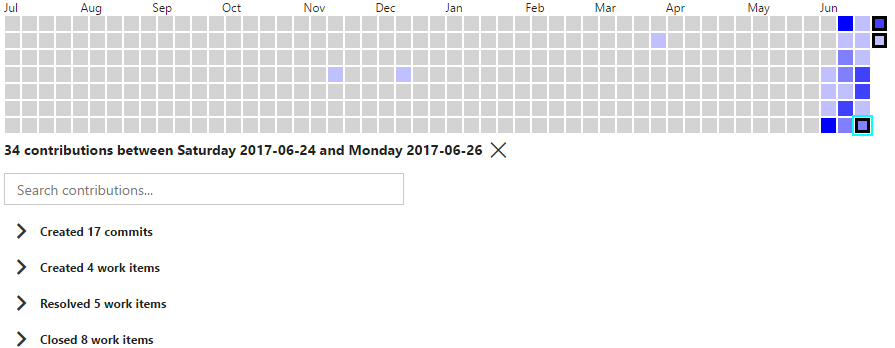 Jul Aug Sep Oct Nov Dec Jan Feb Mar Apr May Jun
34 contributions between Saturday 2017-06-24 and Monday 2017-06-26
Search contributions...
Created 17 commits
Created 4 work items
Resolved 5 work items
Closed 8 work items